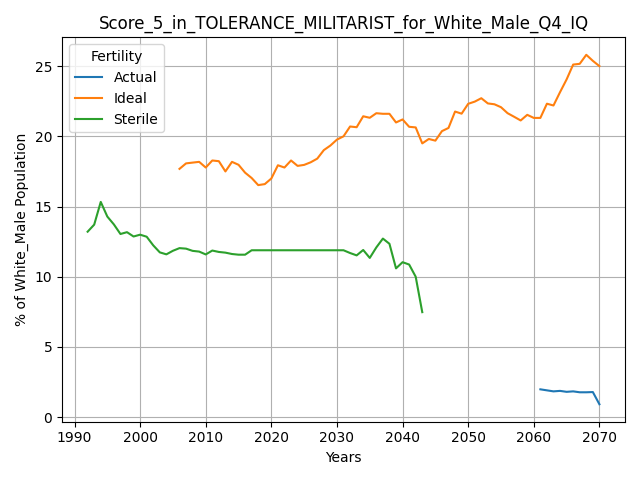 Score_5_in_TOLERANCE_MILITARIST_for_White_Male_Q4_IQ
Fertility
Actual
Ideal
Sterile
% of White_Male Population
25
20
15
10
5
0
1990 2000 2010 2020 2030 2040 2050 2060 2070
Years